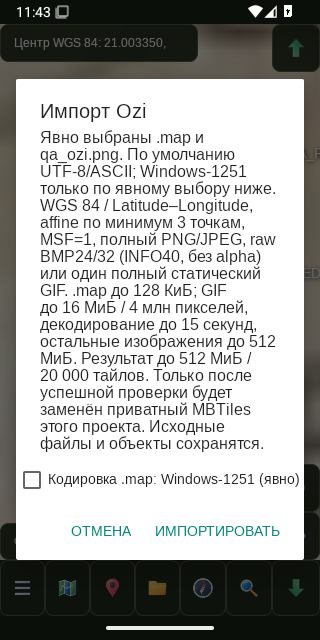 11:43
Центр WGS 84: 21.003350,
Импорт Ozi
Явно выбраны .map и
qa_ozi.png. По умолчанию
UTF-8/ASCII; Windows-1251
только по явному выбору ниже.
WGS 84 / Latitude–Longitude,
affine по минимум 3 точкам,
MSF=1, полный PNG/JPEG, raw
BMP24/32 (INFO40, без alpha)
или один полный статический
GIF. .map до 128 КиБ; GIF
до 16 МиБ / 4 млн пикселей,
декодирование до 15 секунд,
остальные изображения до 512
МиБ. Результат до 512 МиБ /
20 000 тайлов. Только после
успешной проверки будет
заменён приватный MBTiles
этого проекта. Исходные
файлы и объекты сохранятся.
Кодировка .map: Windows-1251 (явно)
ОТМЕНА ИМПОРТИРОВАТЬ